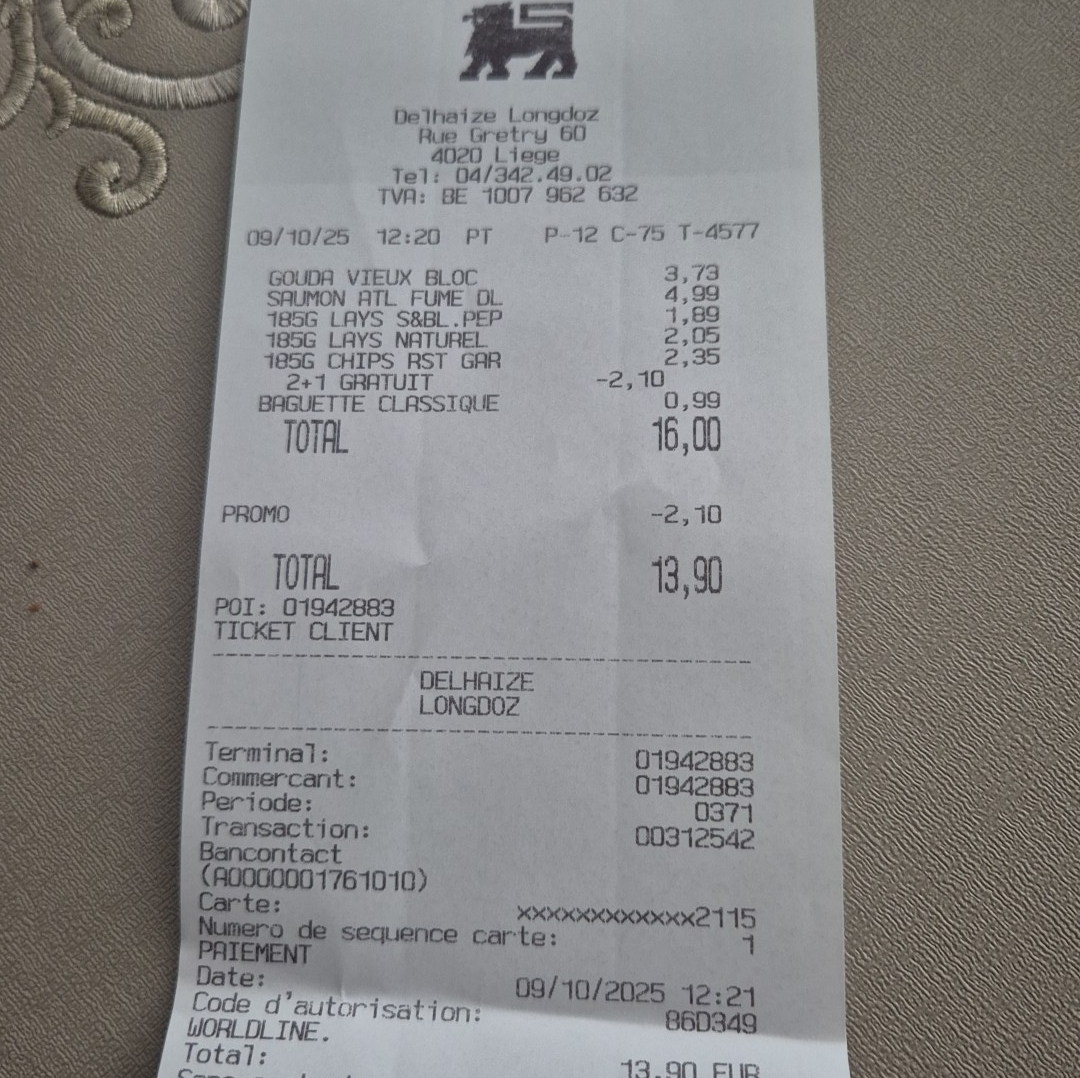 Delhaize Longdoz
Rue Gretry 60
4020 Liege
Tel: 04/342.49.02
TVA: BE 1007 962 632
09/10/25 12:20 PT P-12 C-75 T-4577
GOUDA VIEUX BLOC 3,73
SAUMON ATL FUME DL 4,99
185G LAYS S&BL.PEP 1,89
185G LAYS NATUREL 2,05
185G CHIPS RST GAR 2,35
2+1 GRATUIT -2,10
BAGUETTE CLASSIQUE 0,99
TOTAL 16,00
PROMO -2,10
TOTAL 13,90
POI: 01942883
TICKET CLIENT
DELHAIZE
LONGDOZ
Terminal: 01942883
Commercant: 01942883
Periode: 0371
Transaction: 00312542
Bancontact
(A0000001761010)
Carte: xxxxxxxxxxxxx2115
Numero de sequence carte: 1
PAIEMENT
Date: 09/10/2025 12:21
Code d'autorisation: 86D349
WORLDLINE.
Total: 13,90 EUR